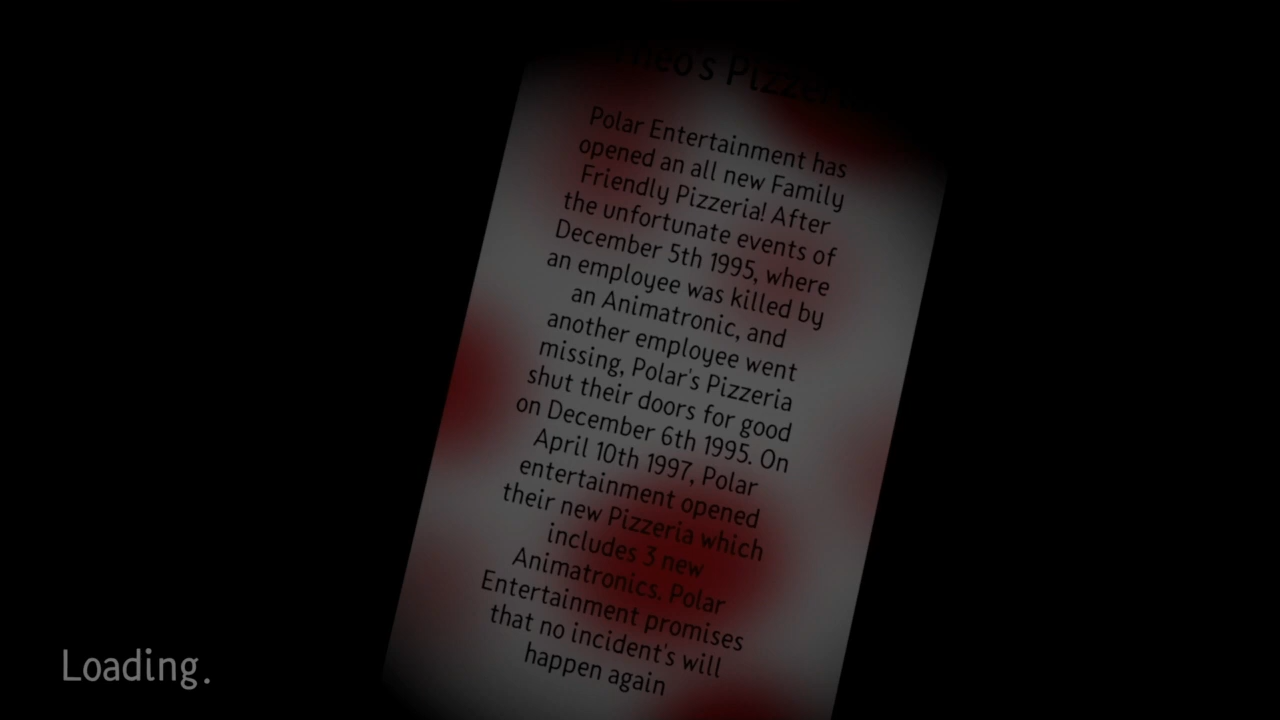 Pizzeria
Polar Entertainment has
opened an all new Family
Friendly Pizzeria! After
the unfortunate events of
December 5th 1995, where
an employee was killed by
an Animatronic, and
another employee went
missing, Polar's Pizzeria
shut their doors for good
on December 6th 1995. On
April 10th 1997, Polar
entertainment opened
their new Pizzeria which
includes 3 new
Animatronics. Polar
Entertainment promises
that no incident's will
happen again
Loading.